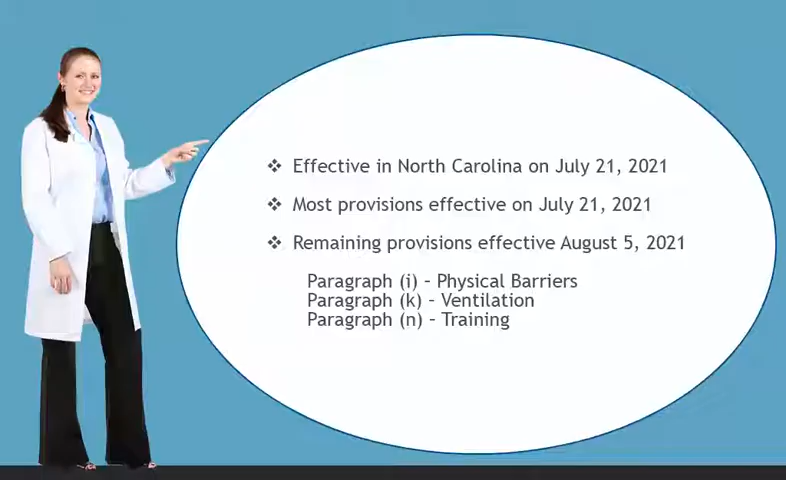 ❖ Effective in North Carolina on July 21, 2021
❖ Most provisions effective on July 21, 2021
❖ Remaining provisions effective August 5, 2021
Paragraph (i) – Physical Barriers
Paragraph (k) – Ventilation
Paragraph (n) – Training